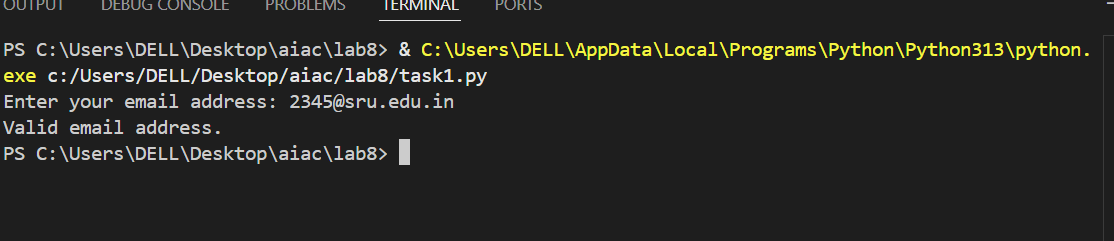 OUTPUT DEBUG CONSOLE PROBLEMS TERMINAL PORTS
PS C:\Users\DELL\Desktop\aiac\lab8> & C:\Users\DELL\AppData\Local\Programs\Python\Python313\python.
exe c:/Users/DELL/Desktop/aiac/lab8/task1.py
Enter your email address: 2345@sru.edu.in
Valid email address.
PS C:\Users\DELL\Desktop\aiac\lab8>